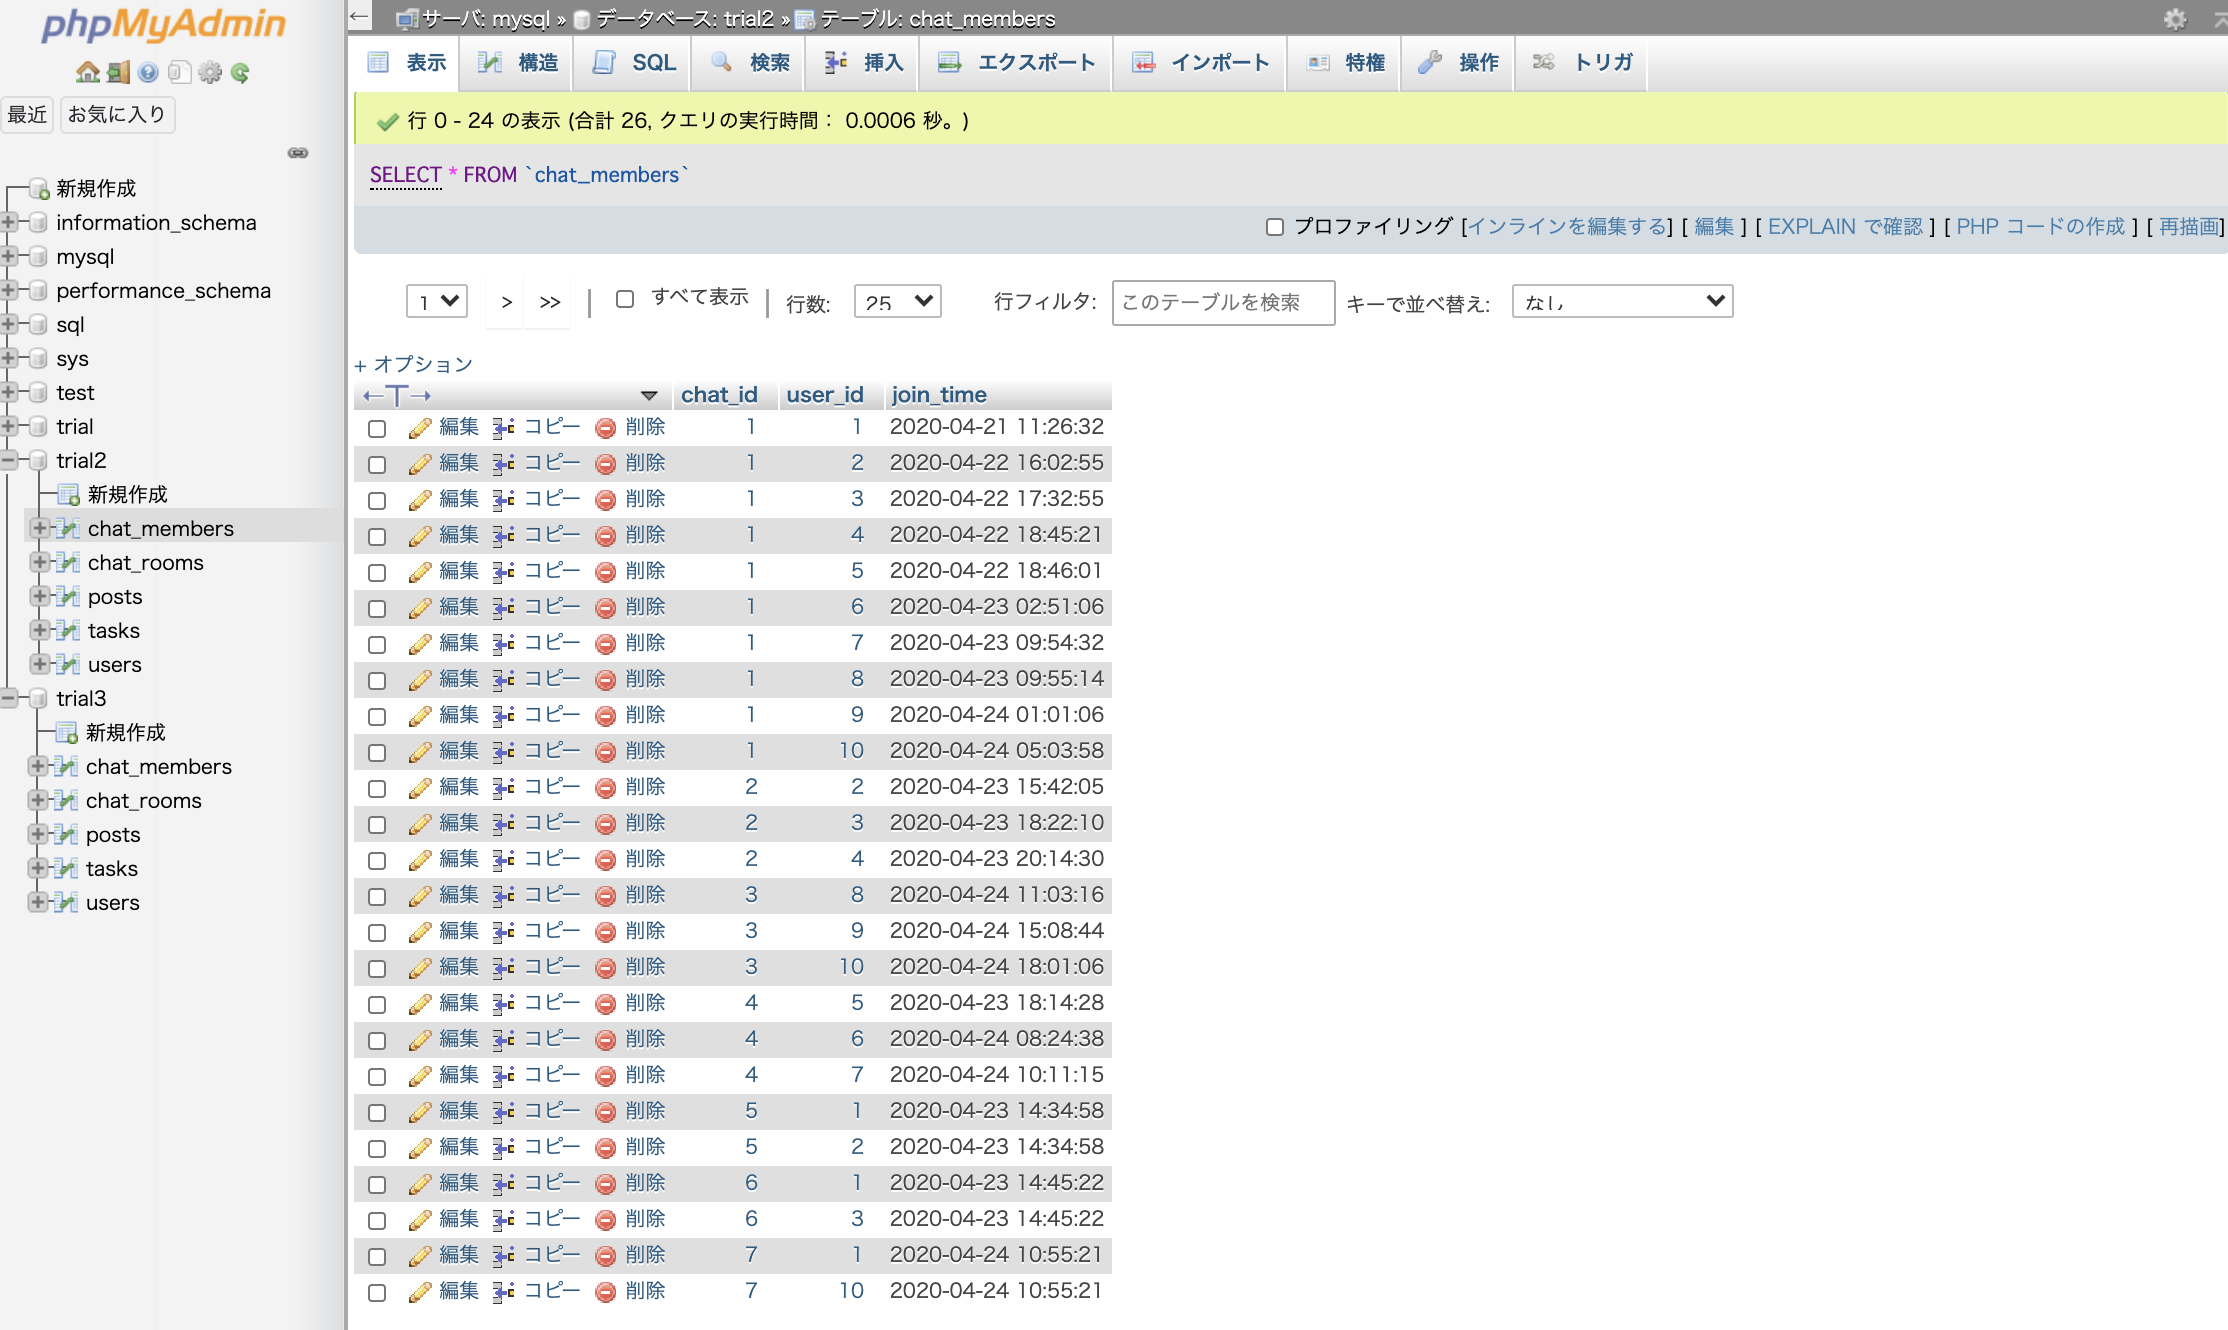 phpMyAdmin
最近 お気に入り
新規作成
information_schema
mysql
performance_schema
sql
sys
test
trial
trial2
新規作成
chat_members
chat_rooms
posts
tasks
users
trial3
新規作成
chat_members
chat_rooms
posts
tasks
users
← サーバ: mysql » データベース: trial2 » テーブル: chat_members
表示 構造 SQL 検索 挿入 エクスポート インポート 特権 操作 トリガ
行 0 - 24 の表示 (合計 26, クエリの実行時間： 0.0006 秒。)
SELECT * FROM `chat_members`
プロファイリング [インラインを編集する] [ 編集 ] [ EXPLAIN で確認 ] [ PHP コードの作成 ] [ 再描画]
1 > >> | すべて表示 | 行数: 25 行フィルタ: このテーブルを検索 キーで並べ替え: なし
+ オプション
←T→ ▼ chat_id user_id join_time
編集 コピー 削除 1 1 2020-04-21 11:26:32
編集 コピー 削除 1 2 2020-04-22 16:02:55
編集 コピー 削除 1 3 2020-04-22 17:32:55
編集 コピー 削除 1 4 2020-04-22 18:45:21
編集 コピー 削除 1 5 2020-04-22 18:46:01
編集 コピー 削除 1 6 2020-04-23 02:51:06
編集 コピー 削除 1 7 2020-04-23 09:54:32
編集 コピー 削除 1 8 2020-04-23 09:55:14
編集 コピー 削除 1 9 2020-04-24 01:01:06
編集 コピー 削除 1 10 2020-04-24 05:03:58
編集 コピー 削除 2 2 2020-04-23 15:42:05
編集 コピー 削除 2 3 2020-04-23 18:22:10
編集 コピー 削除 2 4 2020-04-23 20:14:30
編集 コピー 削除 3 8 2020-04-24 11:03:16
編集 コピー 削除 3 9 2020-04-24 15:08:44
編集 コピー 削除 3 10 2020-04-24 18:01:06
編集 コピー 削除 4 5 2020-04-23 18:14:28
編集 コピー 削除 4 6 2020-04-24 08:24:38
編集 コピー 削除 4 7 2020-04-24 10:11:15
編集 コピー 削除 5 1 2020-04-23 14:34:58
編集 コピー 削除 5 2 2020-04-23 14:34:58
編集 コピー 削除 6 1 2020-04-23 14:45:22
編集 コピー 削除 6 3 2020-04-23 14:45:22
編集 コピー 削除 7 1 2020-04-24 10:55:21
編集 コピー 削除 7 10 2020-04-24 10:55:21